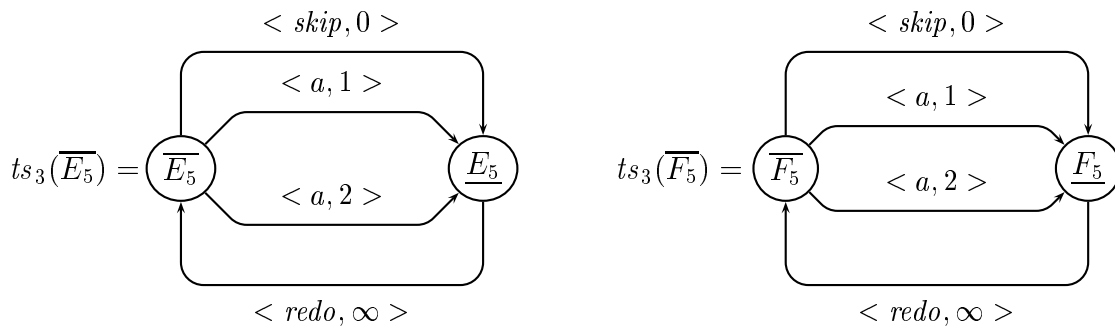 < skip, 0 >
< a, 1 >
ts₃(E̅₅) = E̅₅ E̲₅
< a, 2 >
< redo, ∞ >
< skip, 0 >
< a, 1 >
ts₃(F̅₅) = F̅₅ F̲₅
< a, 2 >
< redo, ∞ >